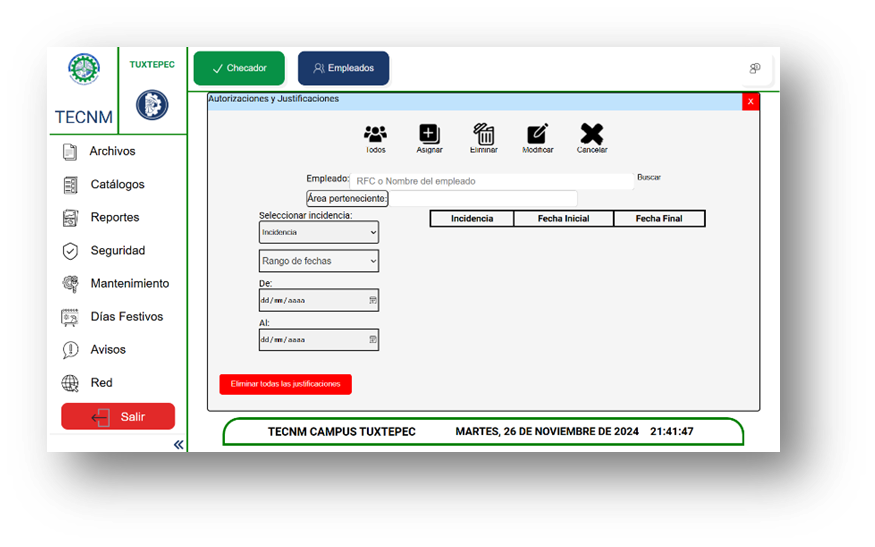 TECNM
TUXTEPEC
Archivos
Catálogos
Reportes
Seguridad
Mantenimiento
Días Festivos
Avisos
Red
Salir
Checador
Empleados
Autorizaciones y Justificaciones
X
Todos
Asignar
Eliminar
Modificar
Cancelar
Empleado: RFC o Nombre del empleado Buscar
Área perteneciente:
Seleccionar incidencia:
Incidencia
Rango de fechas
De:
dd/mm/aaaa
Al:
dd/mm/aaaa
Incidencia Fecha Inicial Fecha Final
Eliminar todas las justificaciones
TECNM CAMPUS TUXTEPEC MARTES, 26 DE NOVIEMBRE DE 2024 21:41:47